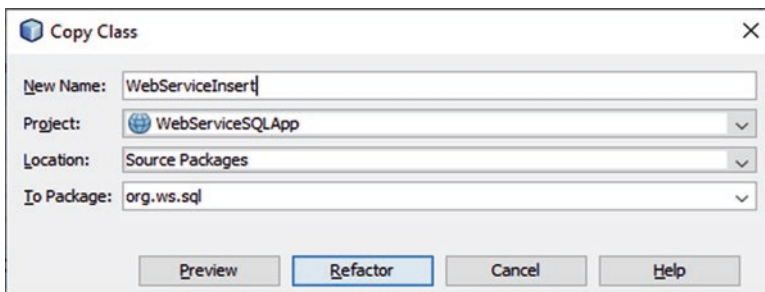 Copy Class
New Name: WebServiceInsert
Project: WebServiceSQLApp
Location: Source Packages
To Package: org.ws.sql
Preview Refactor Cancel Help